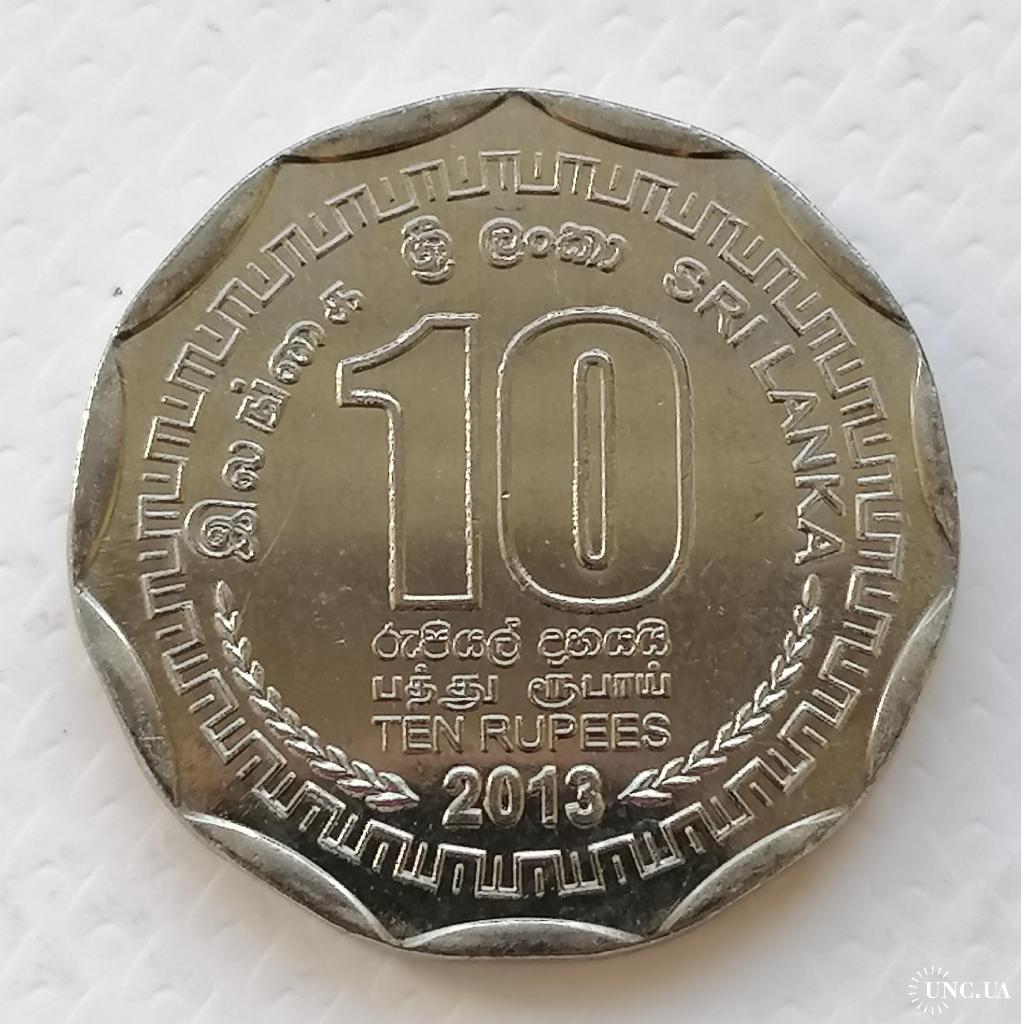 இலங்கை
ශ්‍රී ලංකා
SRI LANKA
10
රුපියල් දහයයි
பத்து ரூபாய்
TEN RUPEES
2013
UNC.UA